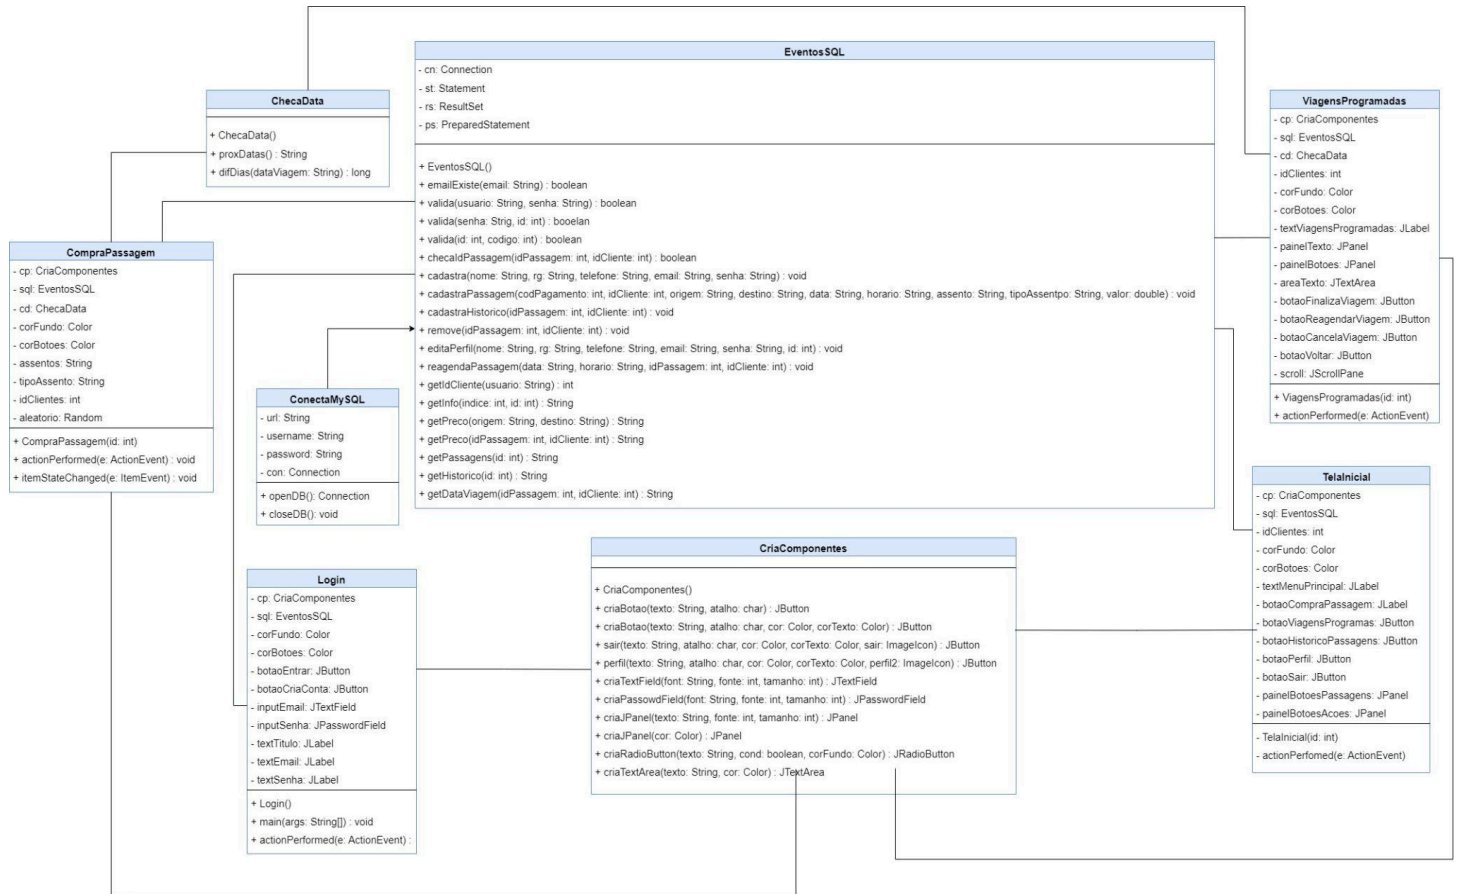 EventosSQL
- cn: Connection
- st: Statement
- rs: ResultSet
- ps: PreparedStatement
+ EventosSQL()
+ emailExiste(email: String) : boolean
+ valida(usuario: String, senha: String) : boolean
+ valida(senha: Strig, id: int) : booelan
+ valida(id: int, codigo: int) : boolean
+ checaIdPassagem(idPassagem: int, idCliente: int) : boolean
+ cadastra(nome: String, rg: String, telefone: String, email: String, senha: String) : void
+ cadastraPassagem(codPagamento: int, idCliente: int, origem: String, destino: String, data: String, horario: String, assento: String, tipoAssentpo: String, valor: double) : void
+ cadastraHistorico(idPassagem: int, idCliente: int) : void
+ remove(idPassagem: int, idCliente: int) : void
+ editaPerfil(nome: String, rg: String, telefone: String, email: String, senha: String, id: int) : void
+ reagendaPassagem(data: String, horario: String, idPassagem: int, idCliente: int) : void
+ getIdCliente(usuario: String) : int
+ getInfo(indice: int, id: int) : String
+ getPreco(origem: String, destino: String) : String
+ getPreco(idPassagem: int, idCliente: int) : String
+ getPassagens(id: int) : String
+ getHistorico(id: int) : String
+ getDataViagem(idPassagem: int, idCliente: int) : String
ChecaData
+ ChecaData()
+ proxDatas() : String
+ difDias(dataViagem: String) : long
ViagensProgramadas
- cp: CriaComponentes
- sql: EventosSQL
- cd: ChecaData
- idClientes: int
- corFundo: Color
- corBotoes: Color
- textViagensProgramadas: JLabel
- painelTexto: JPanel
- painelBotoes: JPanel
- areaTexto: JTextArea
- botaoFinalizaViagem: JButton
- botaoReagendarViagem: JButton
- botaoCancelaViagem: JButton
- botaoVoltar: JButton
- scroll: JScrollPane
+ ViagensProgramadas(id: int)
+ actionPerformed(e: ActionEvent)
CompraPassagem
- cp: CriaComponentes
- sql: EventosSQL
- cd: ChecaData
- corFundo: Color
- corBotoes: Color
- assentos: String
- tipoAssento: String
- idClientes: int
- aleatorio: Random
+ CompraPassagem(id: int)
+ actionPerformed(e: ActionEvent) : void
+ itemStateChanged(e: ItemEvent) : void
ConectaMySQL
- url: String
- username: String
- password: String
- con: Connection
+ openDB(): Connection
+ closeDB(): void
TelaInicial
- cp: CriaComponentes
- sql: EventosSQL
- idClientes: int
- corFundo: Color
- corBotoes: Color
- textMenuPrincipal: JLabel
- botaoCompraPassagem: JLabel
- botaoViagensProgramas: JButton
- botaoHistoricoPassagens: JButton
- botaoPerfil: JButton
- botaoSair: JButton
- painelBotoesPassagens: JPanel
- painelBotoesAcoes: JPanel
- TelaInicial(id: int)
- actionPerfomed(e: ActionEvent)
CriaComponentes
+ CriaComponentes()
+ criaBotao(texto: String, atalho: char) : JButton
+ criaBotao(texto: String, atalho: char, cor: Color, corTexto: Color) : JButton
+ sair(texto: String, atalho: char, cor: Color, corTexto: Color, sair: ImageIcon) : JButton
+ perfil(texto: String, atalho: char, cor: Color, corTexto: Color, perfil2: ImageIcon) : JButton
+ criaTextField(font: String, fonte: int, tamanho: int) : JTextField
+ criaPassowdField(font: String, fonte: int, tamanho: int) : JPasswordField
+ criaJPanel(texto: String, fonte: int, tamanho: int) : JPanel
+ criaJPanel(cor: Color) : JPanel
+ criaRadioButton(texto: String, cond: boolean, corFundo: Color) : JRadioButton
+ criaTextArea(texto: String, cor: Color) : JTextArea
Login
- cp: CriaComponentes
- sql: EventosSQL
- corFundo: Color
- corBotoes: Color
- botaoEntrar: JButton
- botaoCriaConta: JButton
- inputEmail: JTextField
- inputSenha: JPasswordField
- textTitulo: JLabel
- textEmail: JLabel
- textSenha: JLabel
+ Login()
+ main(args: String[]) : void
+ actionPerformed(e: ActionEvent) :